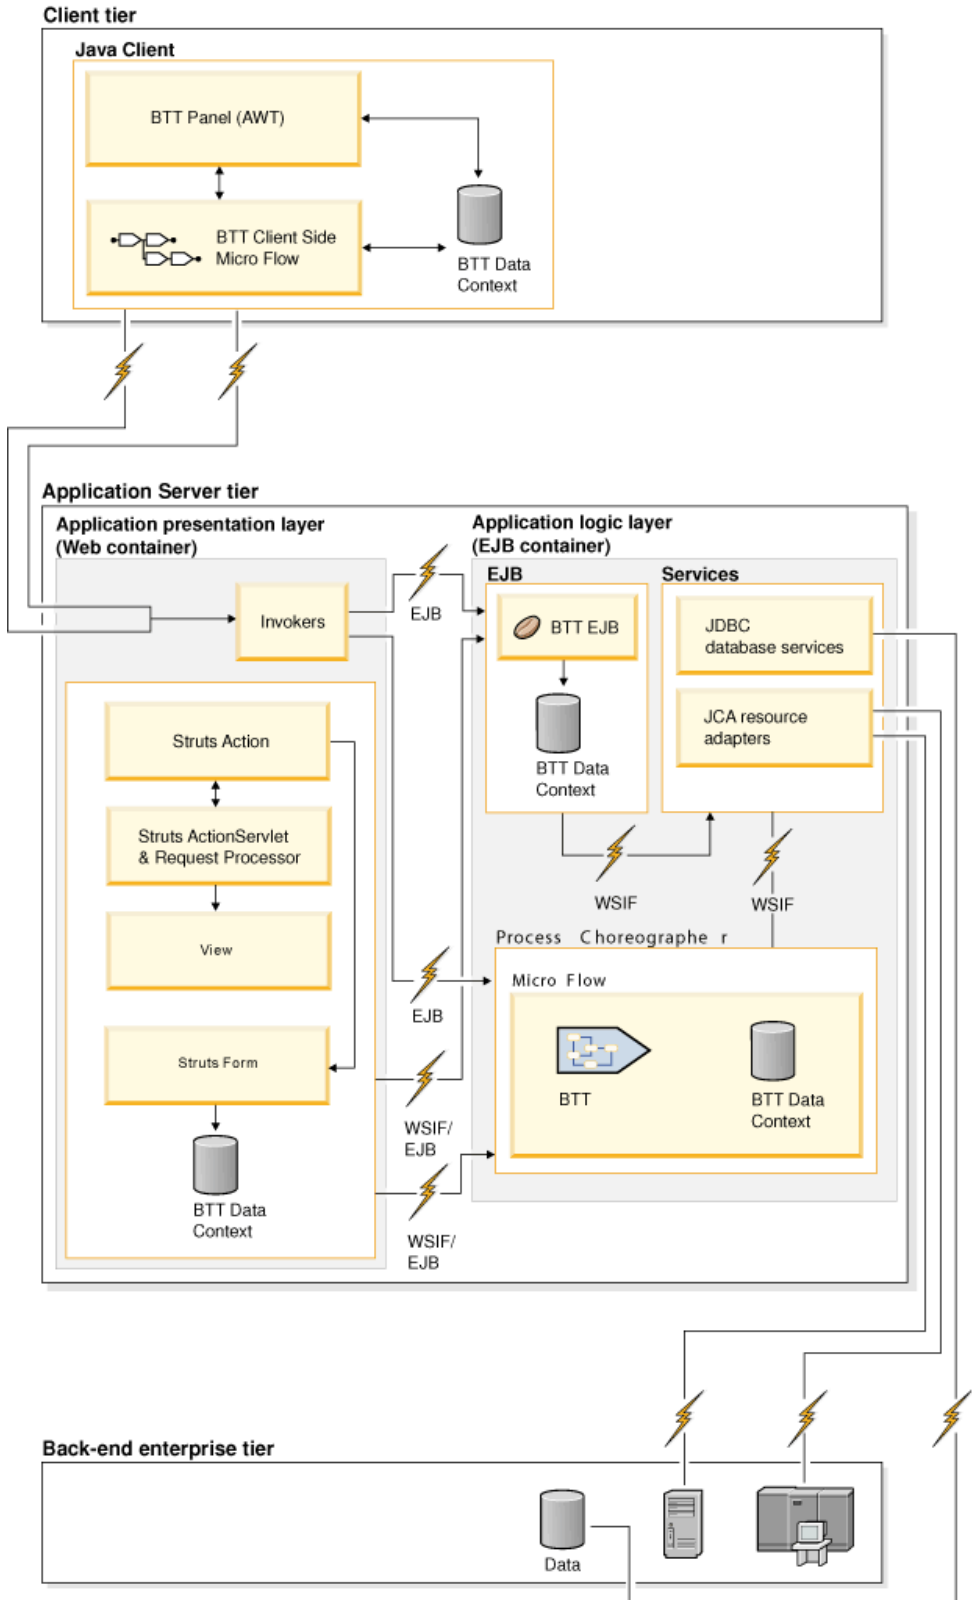 Client tier
Java Client
BTT Panel (AWT)
BTT Client Side
Micro Flow
BTT Data
Context
Application Server tier
Application presentation layer
(Web container)
Application logic layer
(EJB container)
EJB
Services
Invokers
EJB
BTT EJB
JDBC
database services
JCA resource
adapters
BTT Data
Context
Struts Action
Struts ActionServlet
& Request Processor
View
WSIF
WSIF
Process Choreographe r
Micro Flow
EJB
Struts Form
BTT
BTT Data
Context
WSIF/
EJB
BTT Data
Context
WSIF/
EJB
Back-end enterprise tier
Data